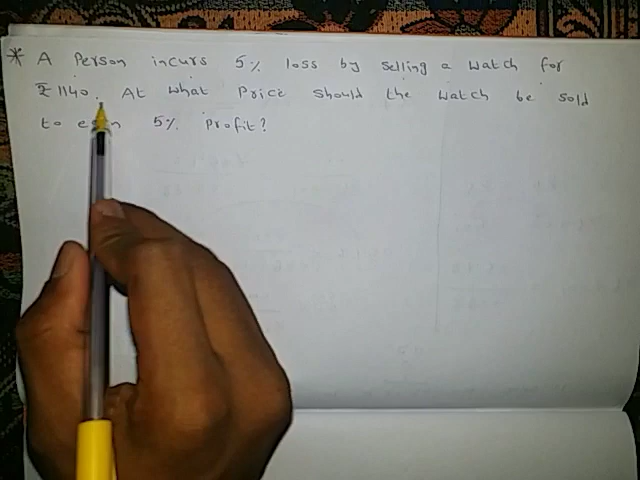 * A Person incurs 5% loss by selling a watch for
₹1140. At what Price should the watch be sold
to 5% Profit?